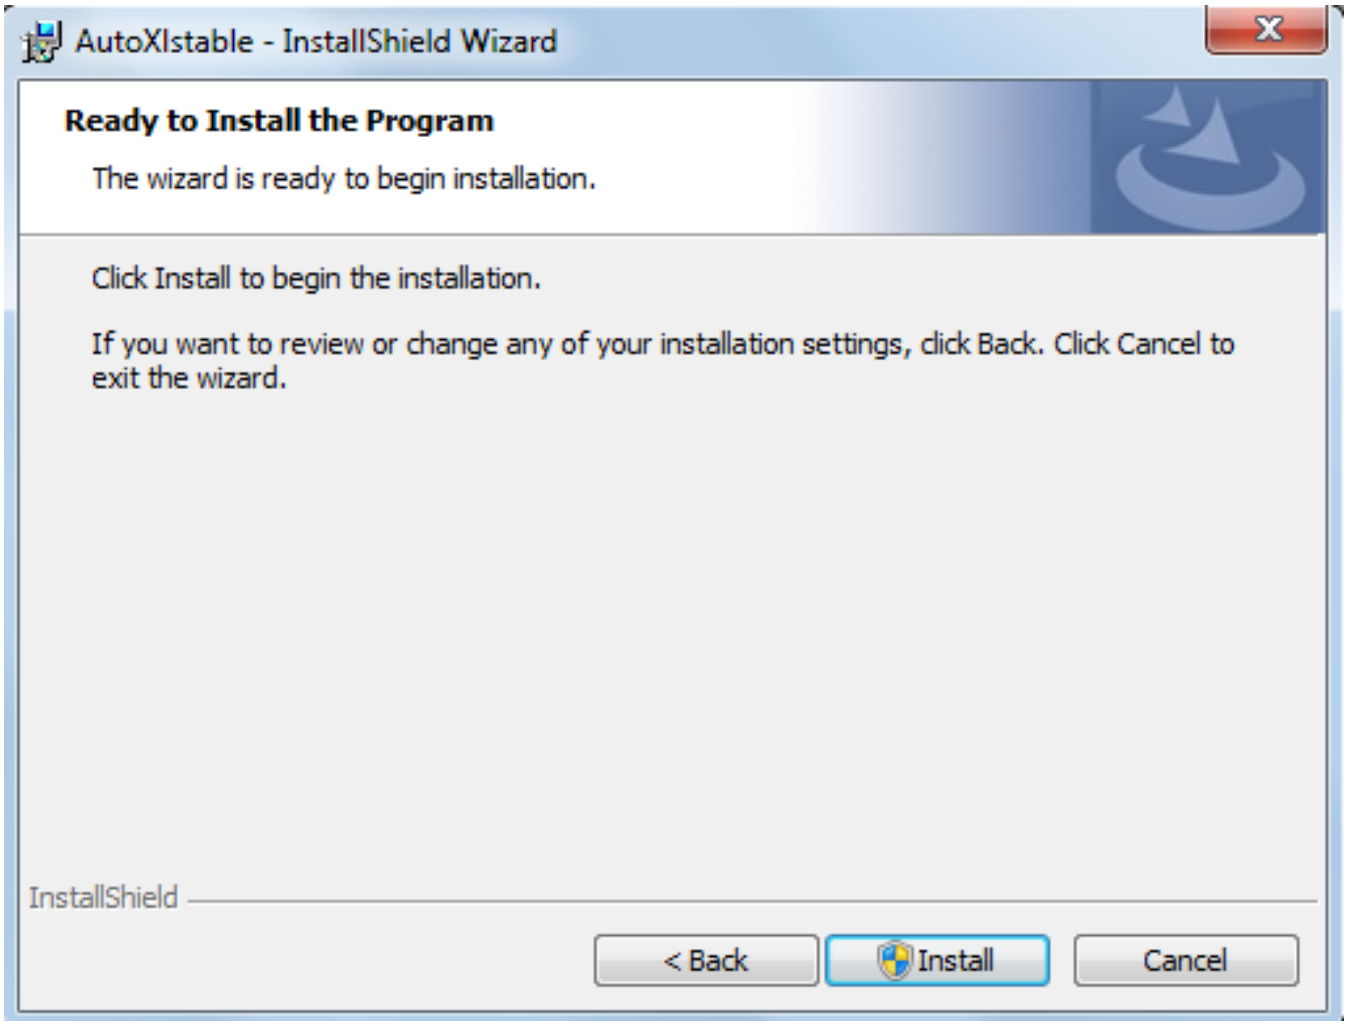 AutoXlstable - InstallShield Wizard
Ready to Install the Program
The wizard is ready to begin installation.
Click Install to begin the installation.
If you want to review or change any of your installation settings, click Back. Click Cancel to
exit the wizard.
InstallShield
< Back
Install
Cancel